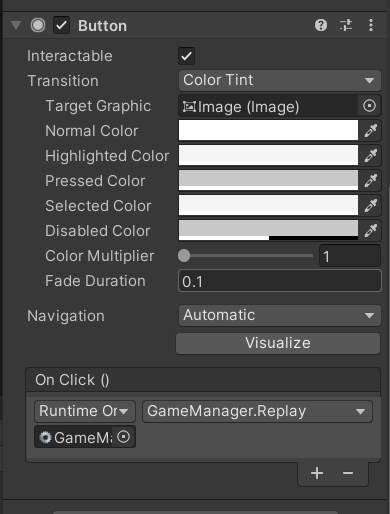 Button
Interactable
Transition Color Tint
Target Graphic Image (Image)
Normal Color
Highlighted Color
Pressed Color
Selected Color
Disabled Color
Color Multiplier 1
Fade Duration 0.1
Navigation Automatic
Visualize
On Click ()
Runtime Or GameManager.Replay
GameMa